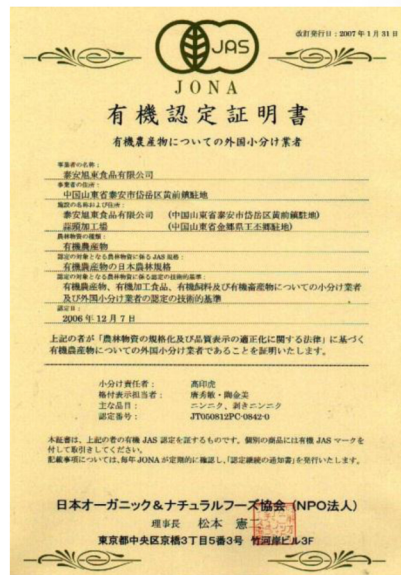 改訂発行日:2007年1月31日
JAS
JONA
有機認定証明書
有機農産物についての外国小分け業者
事業者の名称:
泰安旭東食品有限公司
事業者の住所:
中国山東省泰安市岱岳区黄前鎮駐地
施設の名称および住所:
泰安旭東食品有限公司 (中国山東省泰安市岱岳区黄前鎮駐地)
蒜頭加工場 (中国山東省金郷県王丕郷駐地)
農林物資の種類:
有機農産物
認定の対象となる農林物資に係る JAS 規格:
有機農産物の日本農林規格
認定の対象となる農林物資に係る認定の技術的基準:
有機農産物、有機加工食品、有機飼料及び有機畜産物についての小分け業者
及び外国小分け業者の認定の技術的基準
認定日:
2006年12月7日
上記の者が「農林物資の規格化及び品質表示の適正化に関する法律」に基づく
有機農産物についての外国小分け業者であることを証明いたします。
小分け責任者: 高印虎
格付表示担当者: 唐秀敏・陶金美
主な品目: ニンニク、剥きニンニク
認定番号: JT050812PC-0842-0
本証書は、上記の者の有機 JAS 認定を証するものです。個別の商品には有機 JAS マークを
付して取引きしてください。
記載事項については、毎年 JONA が定期的に確認し、「認定継続の通知書」を発行いたします。
日本オーガニック&ナチュラルフーズ協会 (NPO法人)
理事長 松本 憲二
東京都中央区京橋3丁目5番3号 竹河岸ビル3F